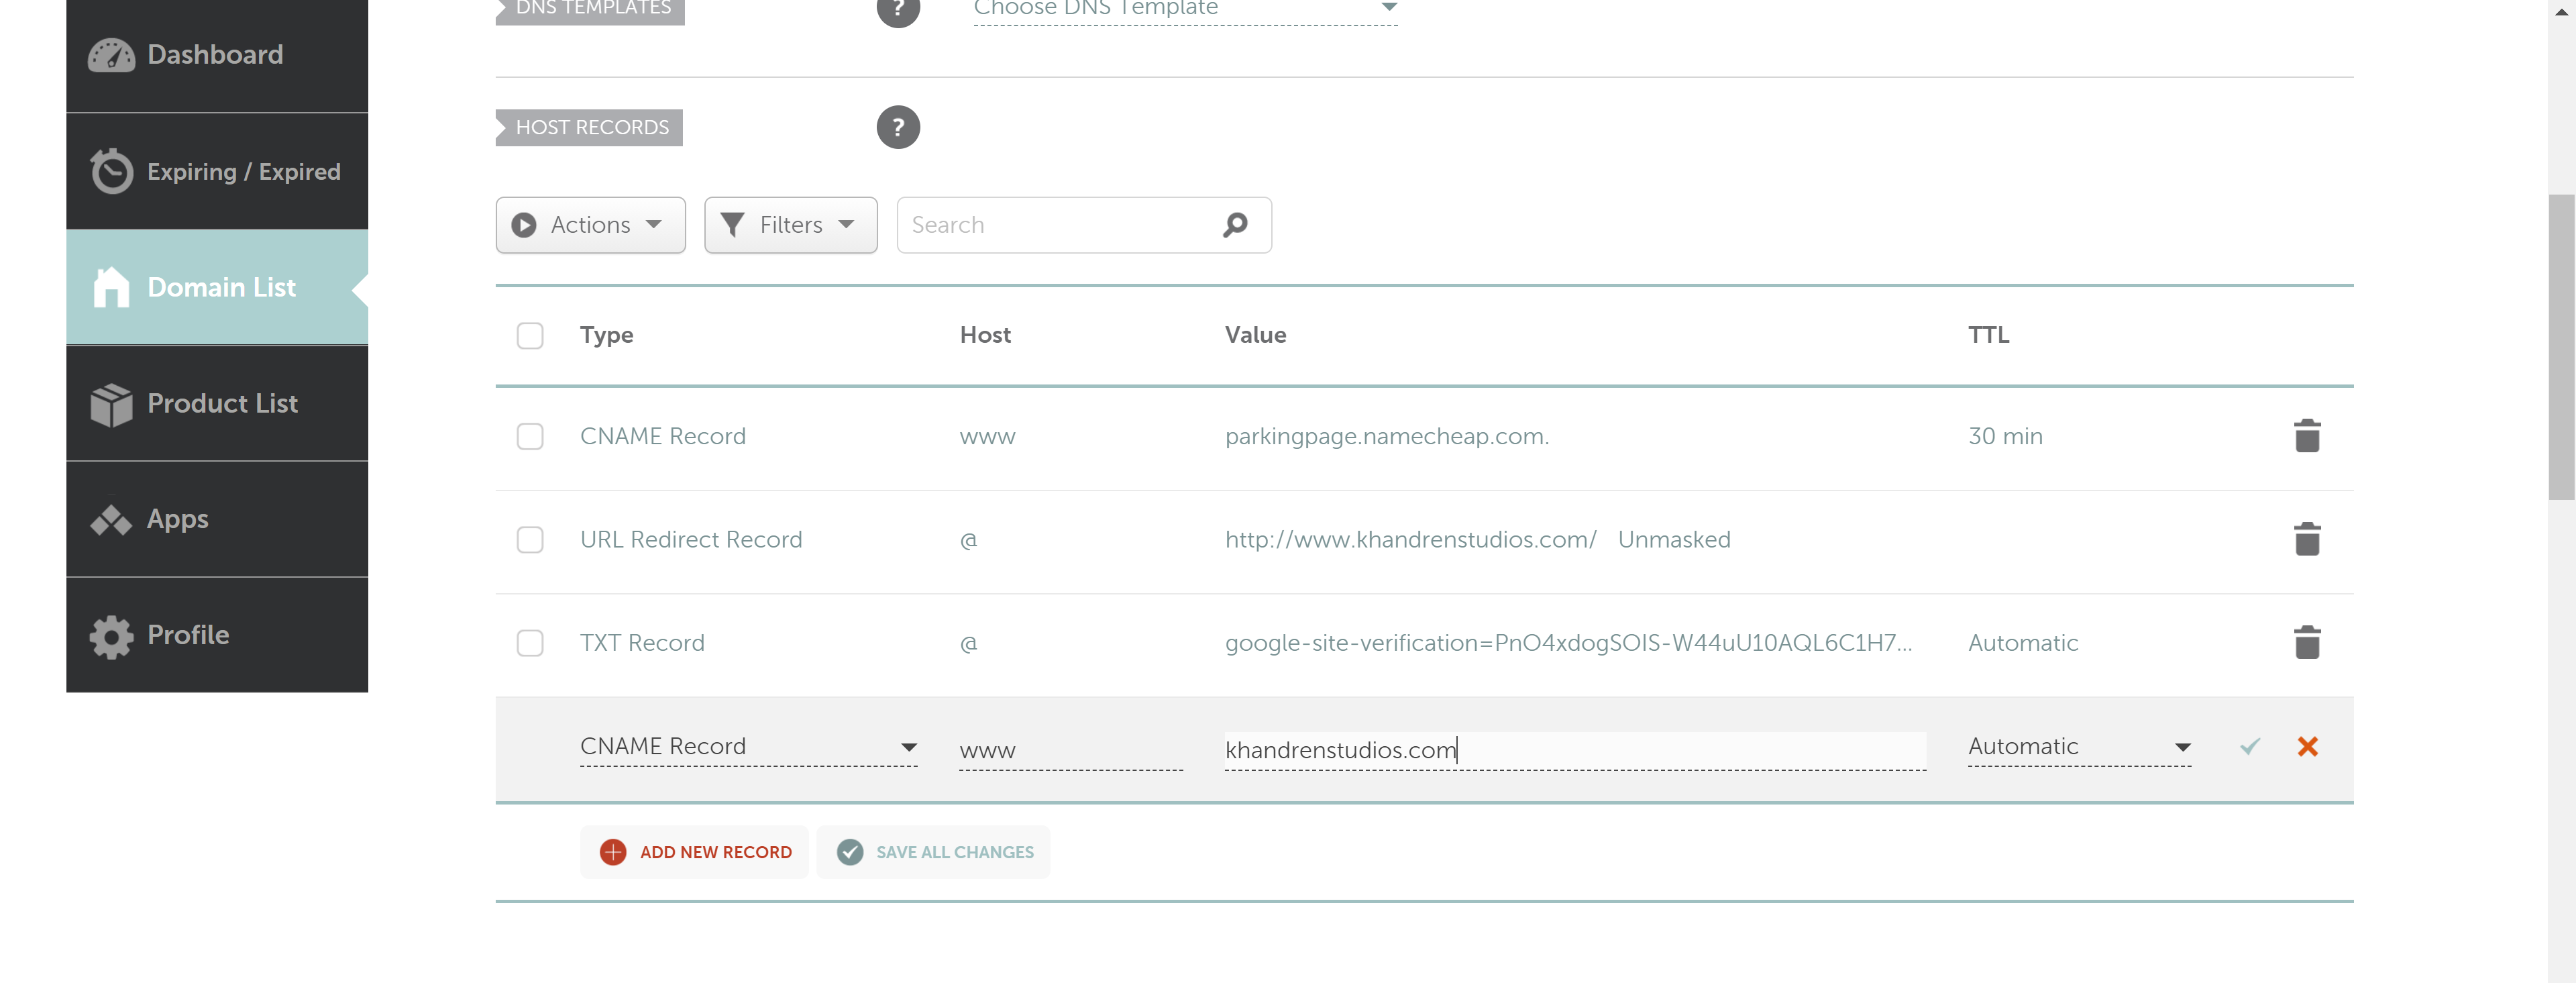 DNS TEMPLATES
?
Choose DNS Template
Dashboard
Expiring / Expired
Domain List
Product List
Apps
Profile
HOST RECORDS
?
Actions
Filters
Search
Type Host Value TTL
CNAME Record www parkingpage.namecheap.com. 30 min
URL Redirect Record @ http://www.khandrenstudios.com/ Unmasked
TXT Record @ google-site-verification=PnO4xdogSOIS-W44uU10AQL6C1H7... Automatic
CNAME Record www khandrenstudios.com Automatic
ADD NEW RECORD SAVE ALL CHANGES